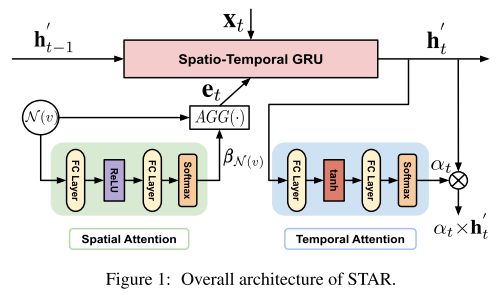 x_t
h'_{t-1}
Spatio-Temporal GRU
h'_t
e_t
N(v)
AGG(·)
β_{N(v)}
FC Layer
ReLU
FC Layer
Softmax
FC Layer
tanh
FC Layer
Softmax
α_t
α_t × h'_t
Spatial Attention
Temporal Attention
Figure 1: Overall architecture of STAR.